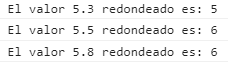 El valor 5.3 redondeado es: 5
El valor 5.5 redondeado es: 6
El valor 5.8 redondeado es: 6